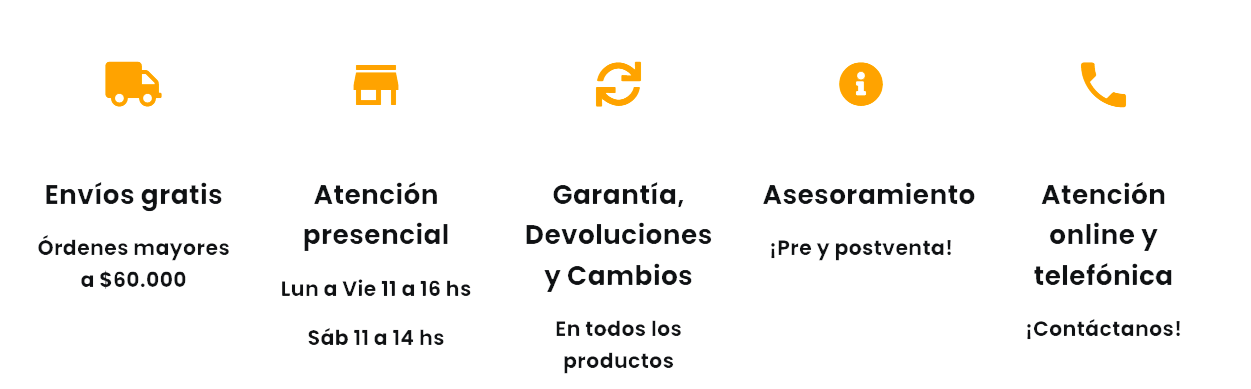 Envíos gratis
Órdenes mayores
a $60.000
Atención
presencial
Lun a Vie 11 a 16 hs
Sáb 11 a 14 hs
Garantía,
Devoluciones
y Cambios
En todos los
productos
Asesoramiento
¡Pre y postventa!
Atención
online y
telefónica
¡Contáctanos!